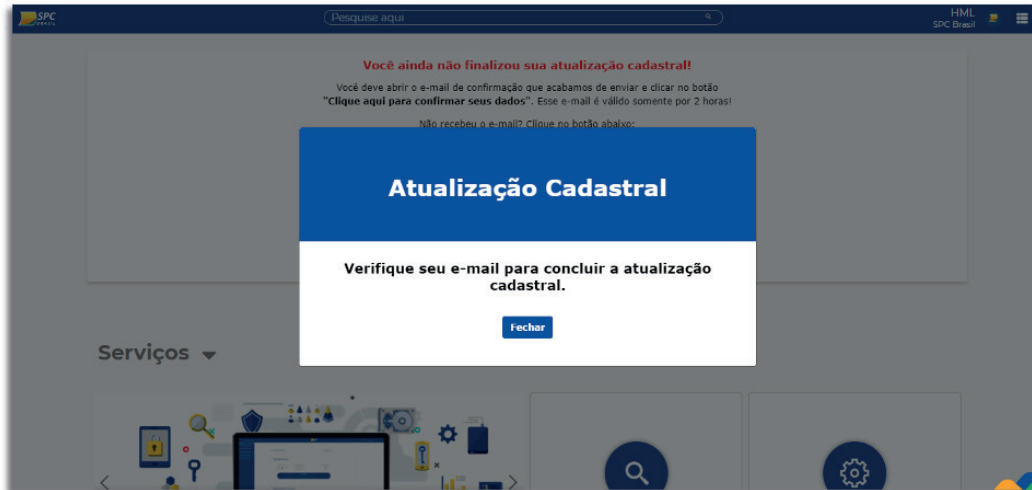 SPC
BRASIL
Pesquise aqui
HML
SPC Brasil
Você ainda não finalizou sua atualização cadastral!
Você deve abrir o e-mail de confirmação que acabamos de enviar e clicar no botão
"Clique aqui para confirmar seus dados". Esse e-mail é válido somente por 2 horas!
Não recebeu o e-mail? Clique no botão abaixo:
Atualização Cadastral
Verifique seu e-mail para concluir a atualização
cadastral.
Fechar
Serviços